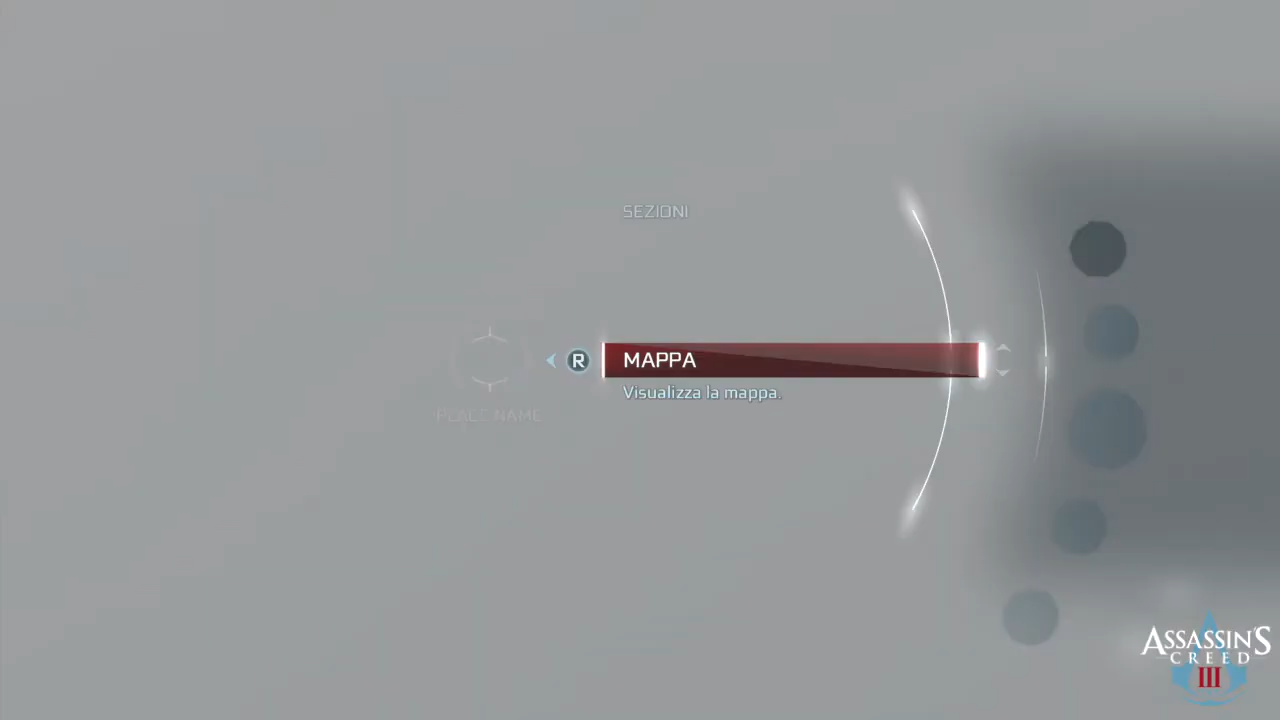 SEZIONI
R
MAPPA
Visualizza la mappa.
PLACE NAME
ASSASSIN'S
CREED
III